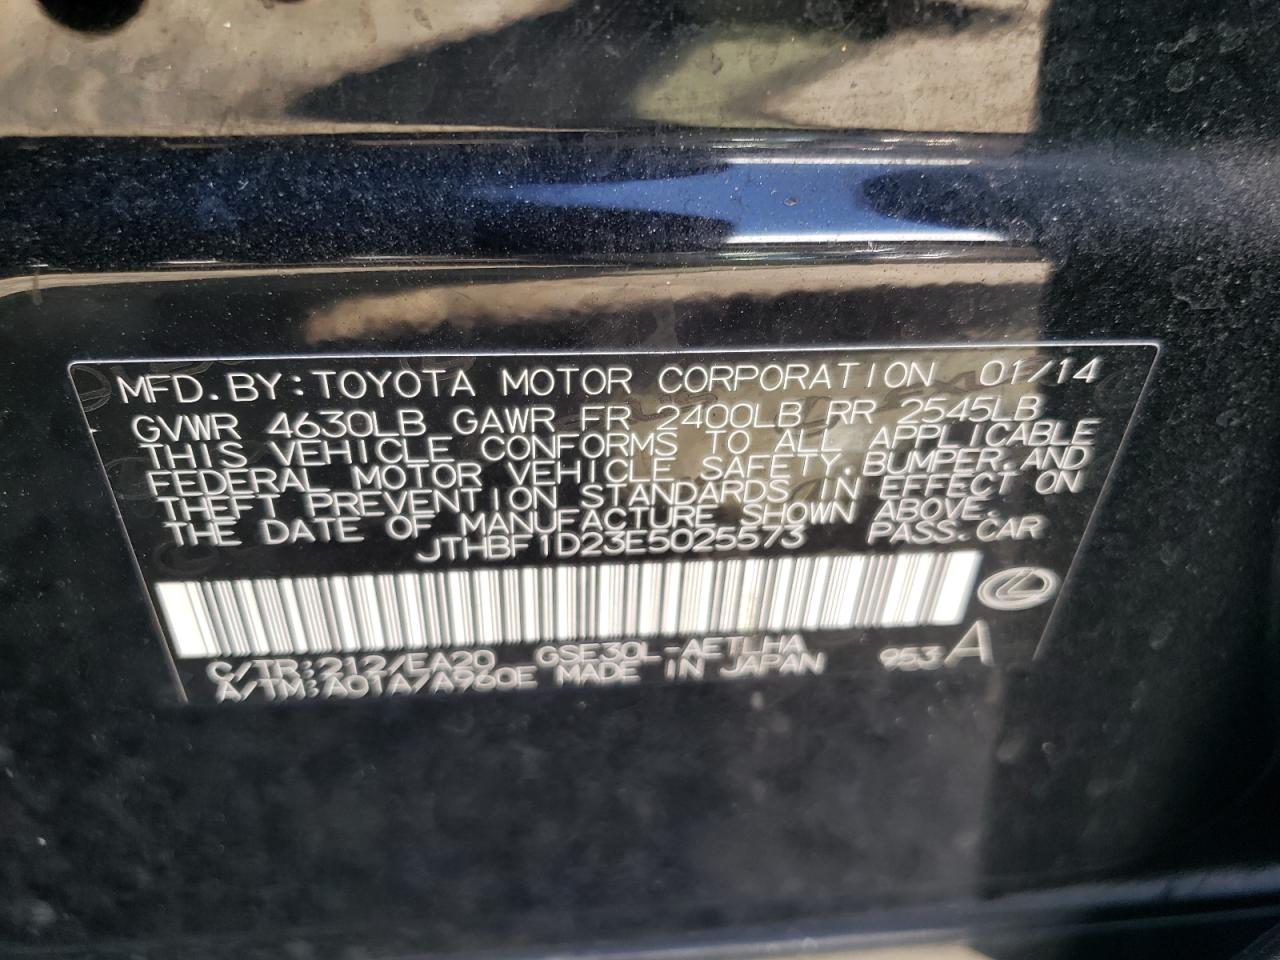 MFD.BY:TOYOTA MOTOR CORPORATION 01/14
GVWR 4630LB GAWR FR 2400LB RR 2545LB
THIS VEHICLE CONFORMS TO ALL APPLICABLE
FEDERAL MOTOR VEHICLE SAFETY,BUMPER,AND
THEFT PREVENTION STANDARDS IN EFFECT ON
THE DATE OF MANUFACTURE SHOWN ABOVE.
JTHBF1D23E5025573 PASS.CAR
C/TR:212/EA20 GSE30L-AETLHA 953 A
A/TM:A01A/A960E MADE IN JAPAN